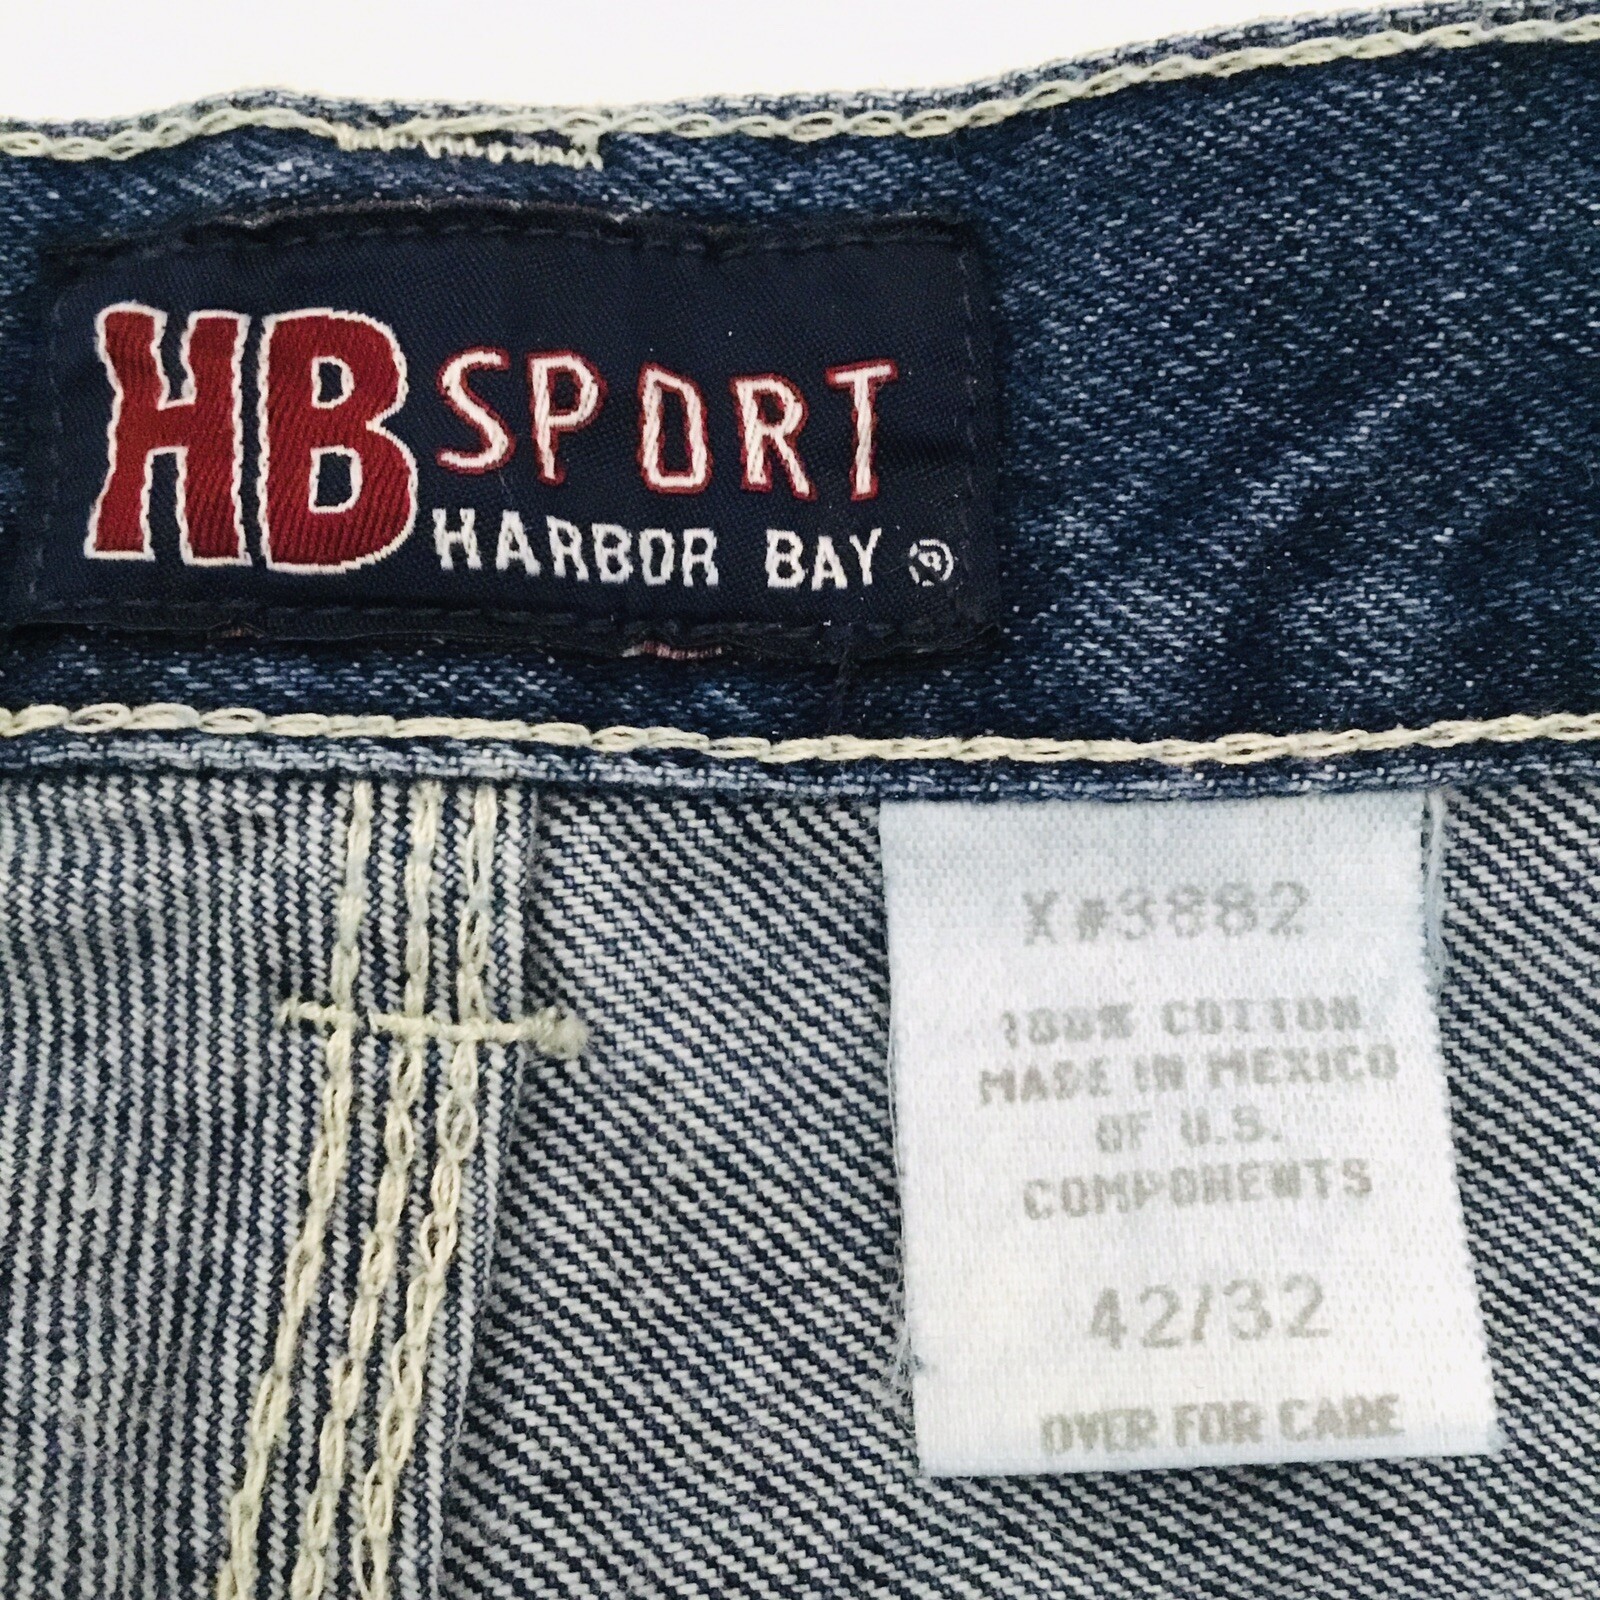 HB SPORT
HARBOR BAY ®
X#3882
100% COTTON
MADE IN MEXICO
OF U.S.
COMPONENTS
42/32
OVER FOR CARE